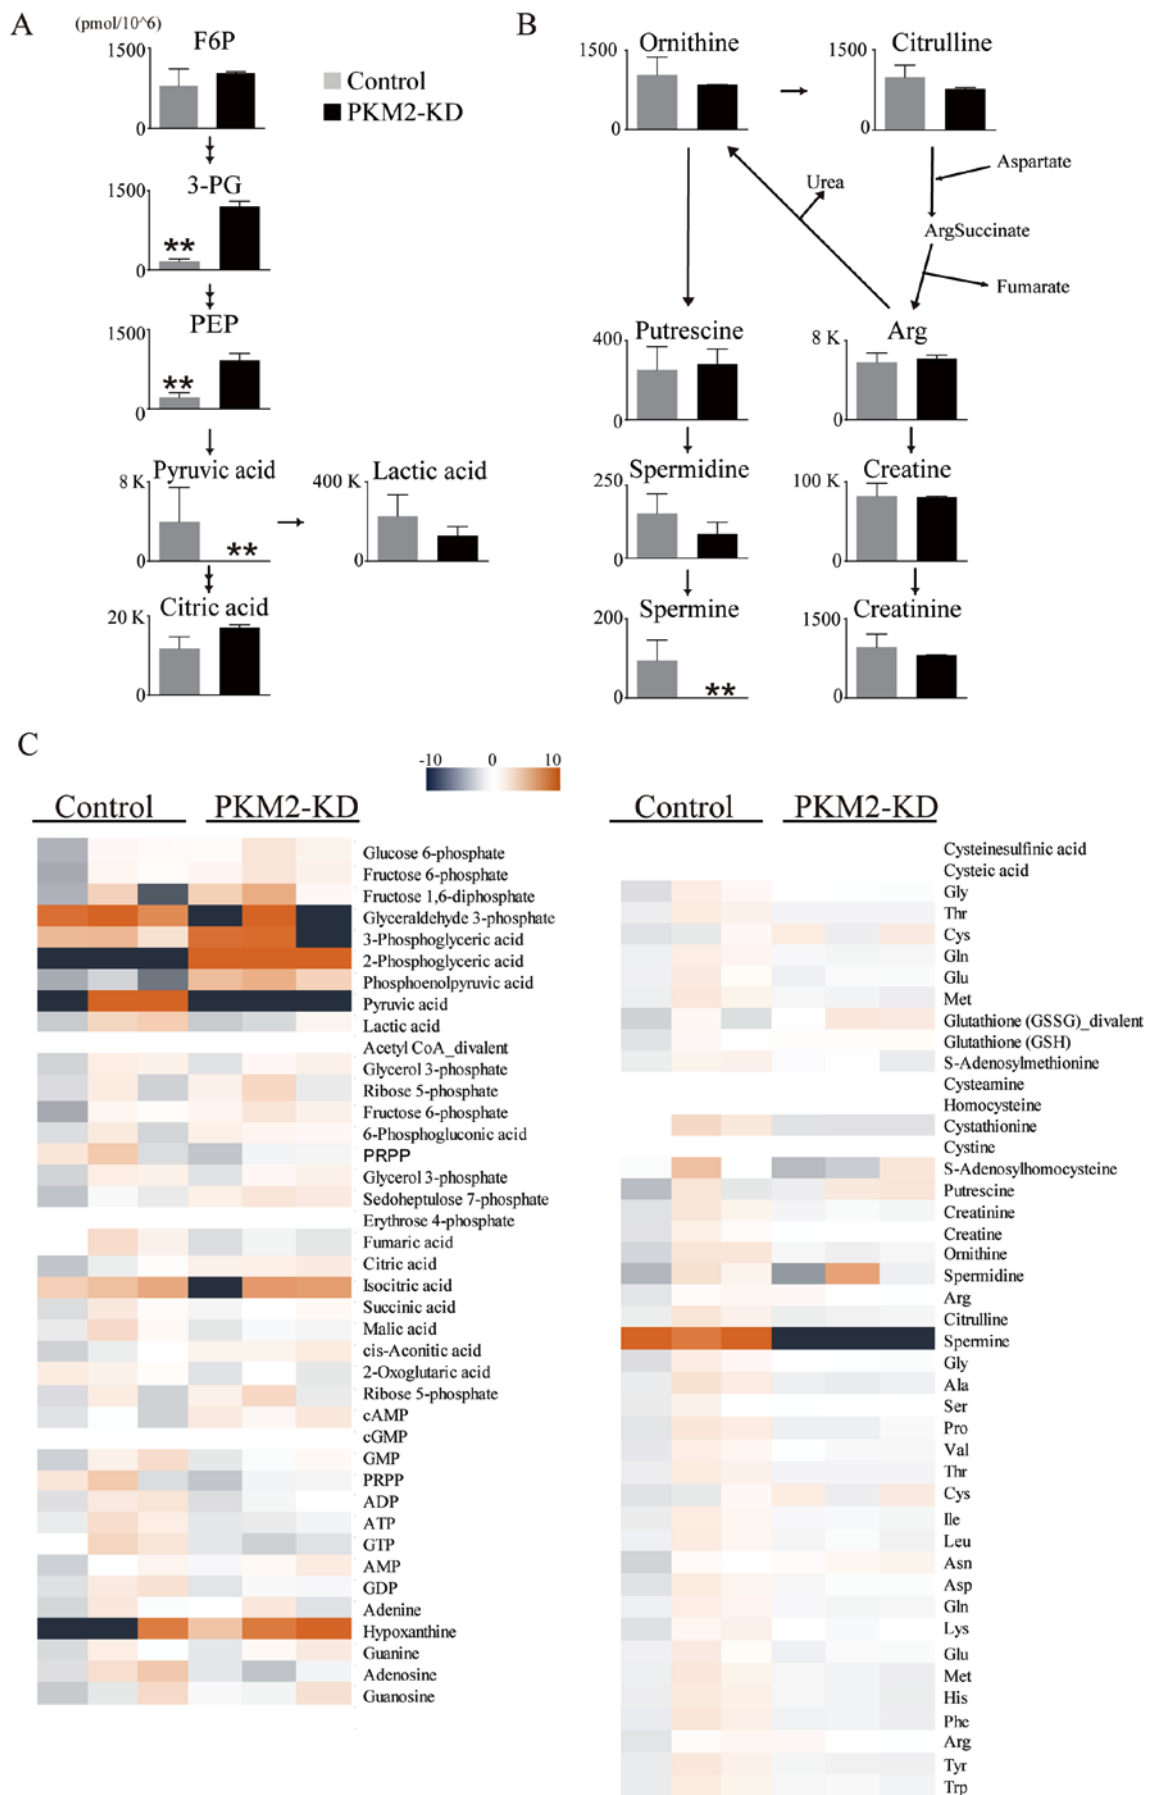 A
(pmol/10^6)
F6P
1500
0
Control
PKM2-KD
3-PG
1500
**
0
PEP
1500
**
0
Pyruvic acid
8 K
**
0
Lactic acid
400 K
0
Citric acid
20 K
0
B
Ornithine
1500
0
Citrulline
1500
0
Aspartate
Urea
ArgSuccinate
Fumarate
Putrescine
400
0
Arg
8 K
0
Spermidine
250
0
Creatine
100 K
0
Spermine
200
**
0
Creatinine
1500
0
C
-10 0 10
Control PKM2-KD
Glucose 6-phosphate
Fructose 6-phosphate
Fructose 1,6-diphosphate
Glyceraldehyde 3-phosphate
3-Phosphoglyceric acid
2-Phosphoglyceric acid
Phosphoenolpyruvic acid
Pyruvic acid
Lactic acid
Acetyl CoA_divalent
Glycerol 3-phosphate
Ribose 5-phosphate
Fructose 6-phosphate
6-Phosphogluconic acid
PRPP
Glycerol 3-phosphate
Sedoheptulose 7-phosphate
Erythrose 4-phosphate
Fumaric acid
Citric acid
Isocitric acid
Succinic acid
Malic acid
cis-Aconitic acid
2-Oxoglutaric acid
Ribose 5-phosphate
cAMP
cGMP
GMP
PRPP
ADP
ATP
GTP
AMP
GDP
Adenine
Hypoxanthine
Guanine
Adenosine
Guanosine
Control PKM2-KD
Cysteinesulfinic acid
Cysteic acid
Gly
Thr
Cys
Gln
Glu
Met
Glutathione (GSSG)_divalent
Glutathione (GSH)
S-Adenosylmethionine
Cysteamine
Homocysteine
Cystathionine
Cystine
S-Adenosylhomocysteine
Putrescine
Creatinine
Creatine
Ornithine
Spermidine
Arg
Citrulline
Spermine
Gly
Ala
Ser
Pro
Val
Thr
Cys
Ile
Leu
Asn
Asp
Gln
Lys
Glu
Met
His
Phe
Arg
Tyr
Trp